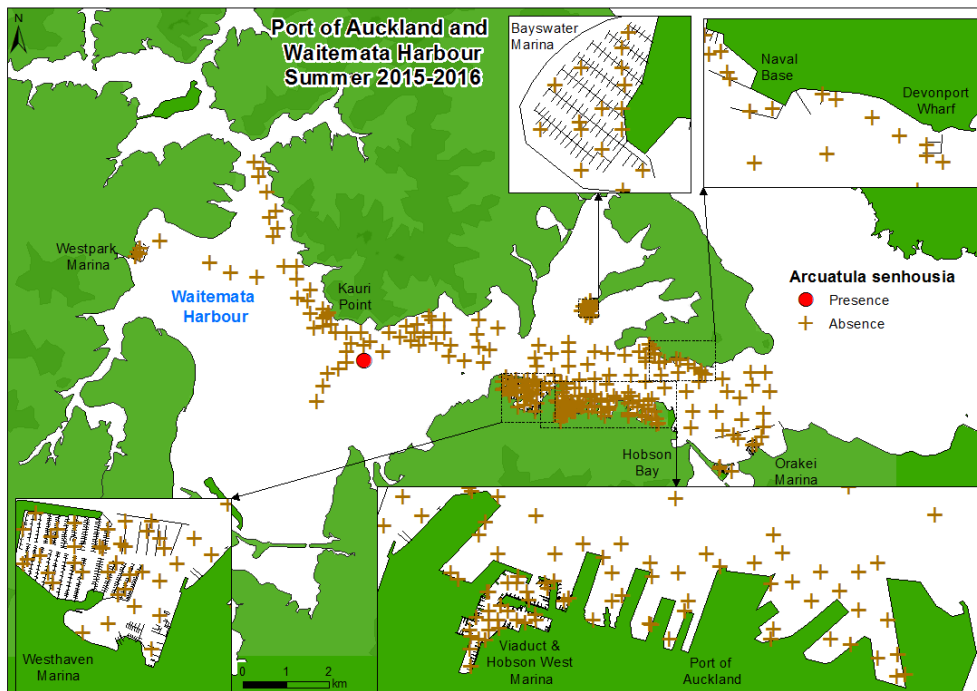 N
Port of Auckland and
Waitemata Harbour
Summer 2015-2016
Bayswater
Marina
Naval
Base
Devonport
Wharf
Westpark
Marina
Waitemata
Harbour
Kauri
Point
Arcuatula senhousia
Presence
Absence
Hobson
Bay
Orakei
Marina
Westhaven
Marina
0 1 2
km
Viaduct &
Hobson West
Marina
Port of
Auckland